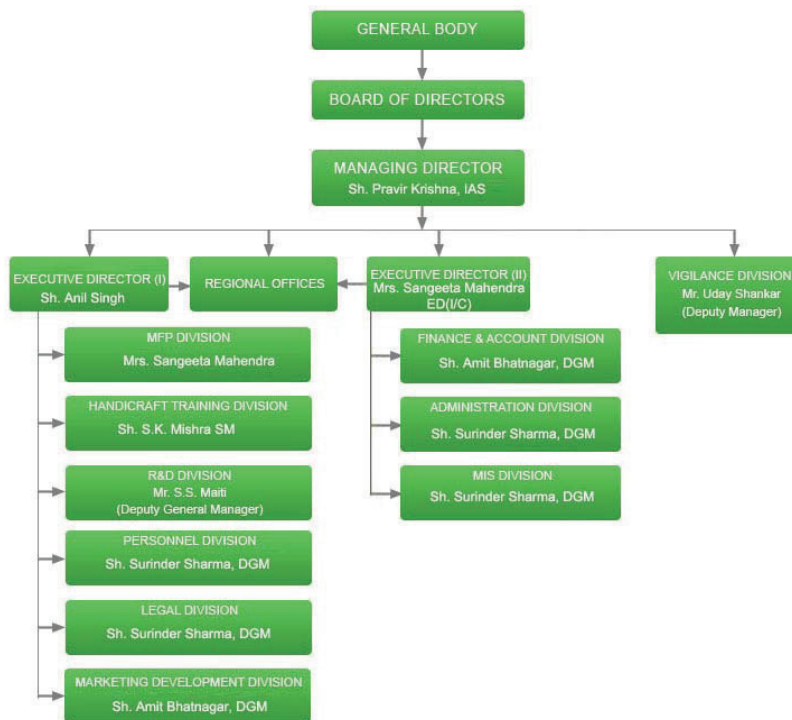 GENERAL BODY
BOARD OF DIRECTORS
MANAGING DIRECTOR
Sh. Pravir Krishna, IAS
EXECUTIVE DIRECTOR (I)
Sh. Anil Singh
REGIONAL OFFICES
EXECUTIVE DIRECTOR (II)
Mrs. Sangeeta Mahendra
ED(I/C)
VIGILANCE DIVISION
Mr. Uday Shankar
(Deputy Manager)
MFP DIVISION
Mrs. Sangeeta Mahendra
HANDICRAFT TRAINING DIVISION
Sh. S.K. Mishra SM
R&D DIVISION
Mr. S.S. Maiti
(Deputy General Manager)
PERSONNEL DIVISION
Sh. Surinder Sharma, DGM
LEGAL DIVISION
Sh. Surinder Sharma, DGM
MARKETING DEVELOPMENT DIVISION
Sh. Amit Bhatnagar, DGM
FINANCE & ACCOUNT DIVISION
Sh. Amit Bhatnagar, DGM
ADMINISTRATION DIVISION
Sh. Surinder Sharma, DGM
MIS DIVISION
Sh. Surinder Sharma, DGM